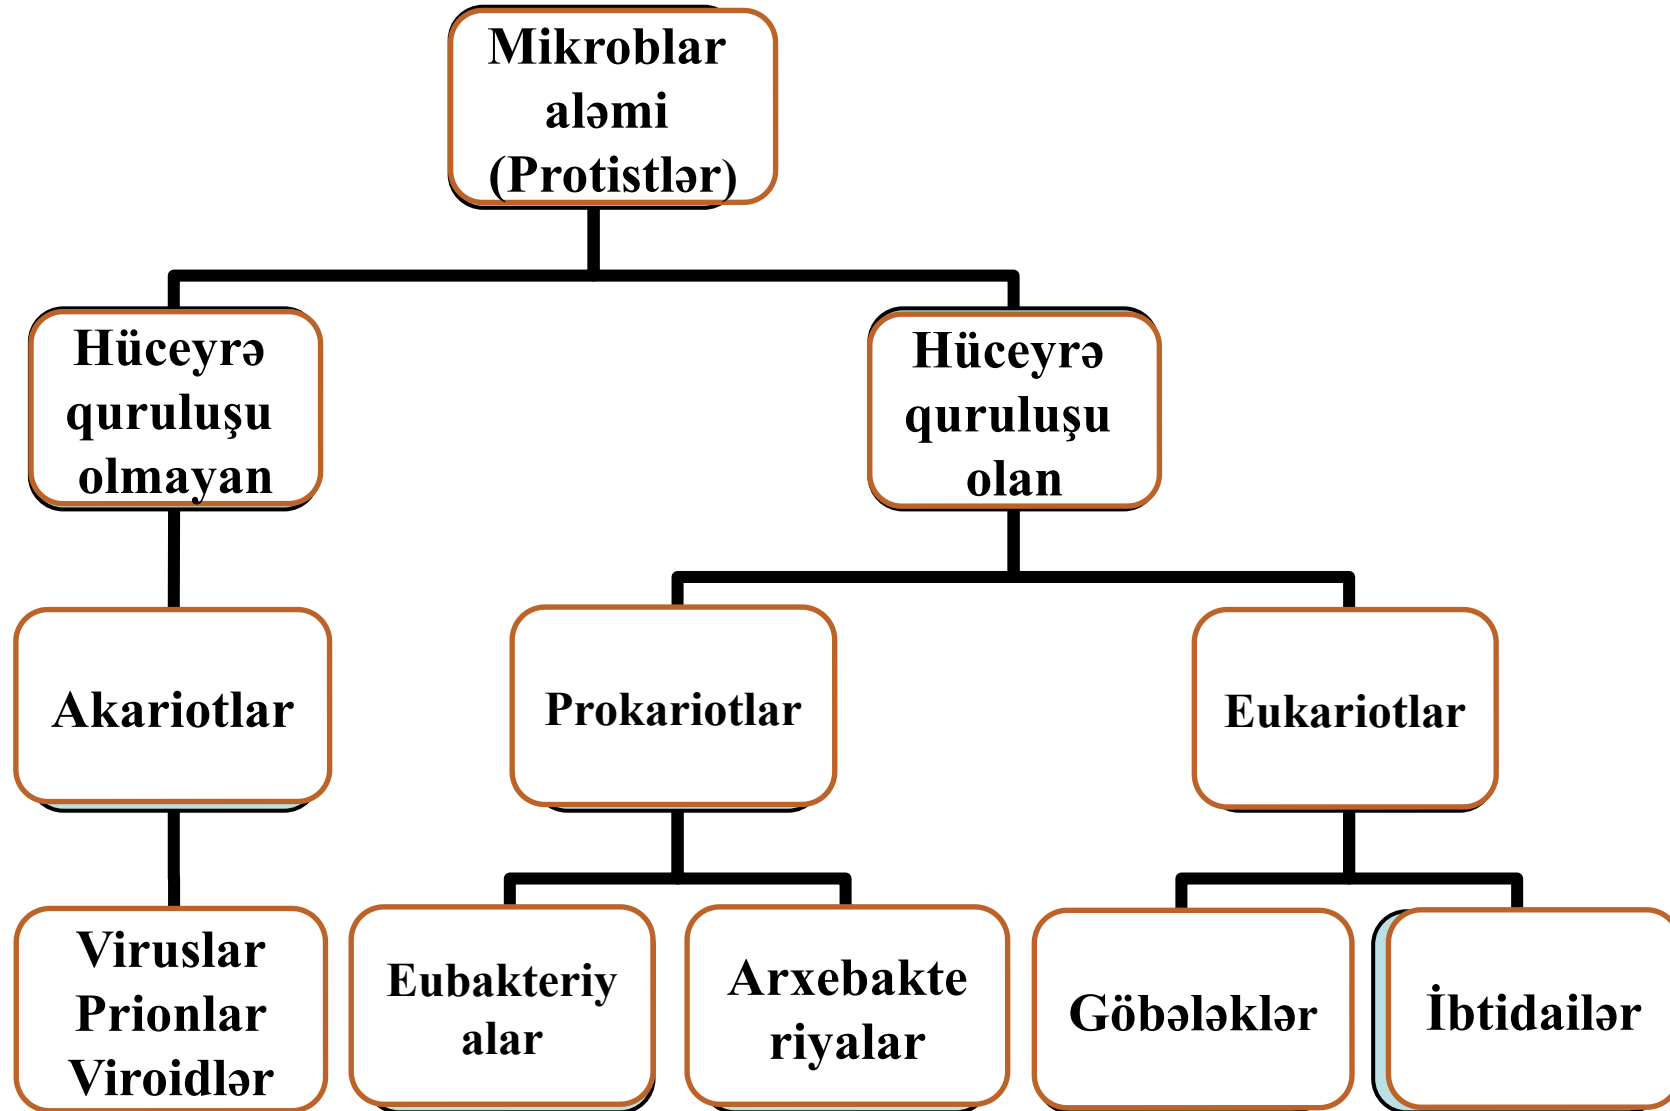 Mikroblar
aləmi
(Protistlər)
Hüceyrə
quruluşu
olmayan
Hüceyrə
quruluşu
olan
Akariotlar
Prokariotlar
Eukariotlar
Viruslar
Prionlar
Viroidlər
Eubakteriy
alar
Arxebakte
riyalar
Göbələklər
İbtidailər